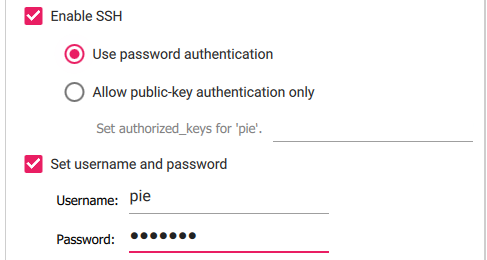 Enable SSH
Use password authentication
Allow public-key authentication only
Set authorized_keys for 'pie'.
Set username and password
Username: pie
Password: •••••••